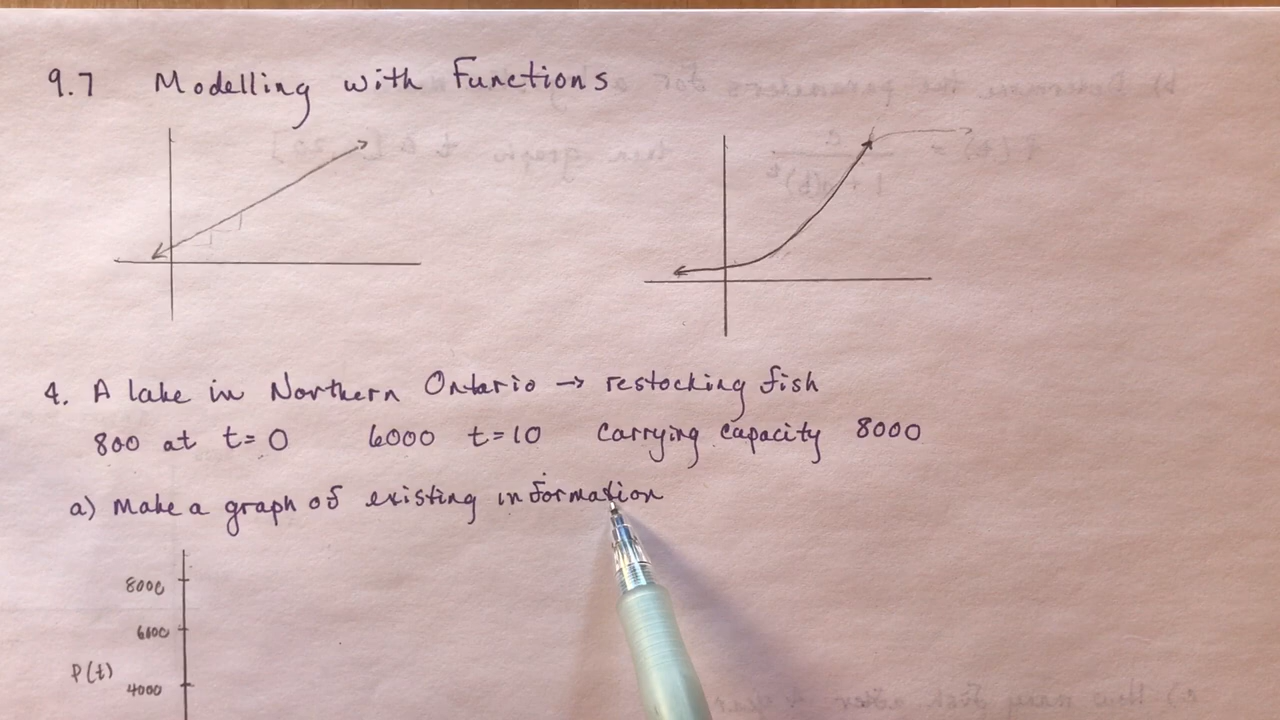 9.7 Modelling with Functions
4. A lake in Northern Ontario → restocking fish
800 at t=0 6000 t=10 carrying capacity 8000
a) Make a graph of existing information
8000
6000
P(t)
4000